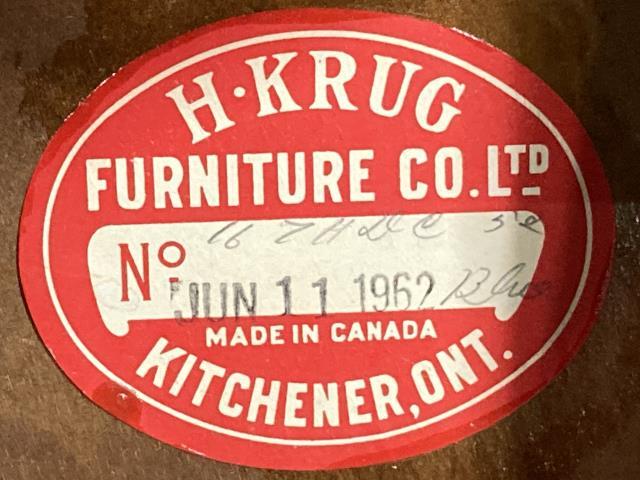 H·KRUG
FURNITURE CO. LTD
No
JUN 11 1962
MADE IN CANADA
KITCHENER, ONT.